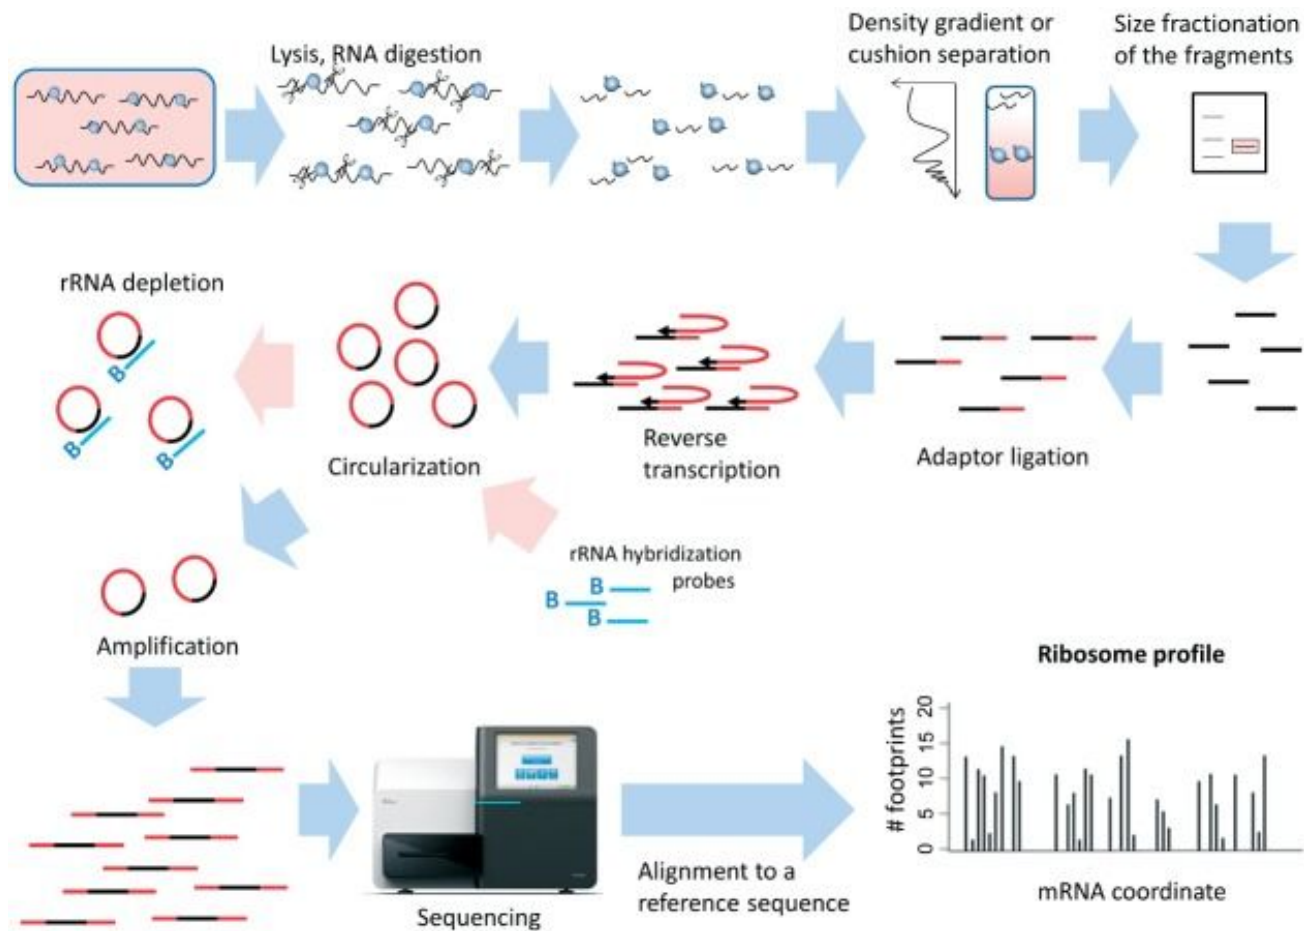 Lysis, RNA digestion
Density gradient or
cushion separation
Size fractionation
of the fragments
rRNA depletion
B
B
B
Circularization
Reverse
transcription
Adaptor ligation
rRNA hybridization
probes
B
B
B
Amplification
Sequencing
Alignment to a
reference sequence
Ribosome profile
# footprints
20
15
10
5
0
mRNA coordinate